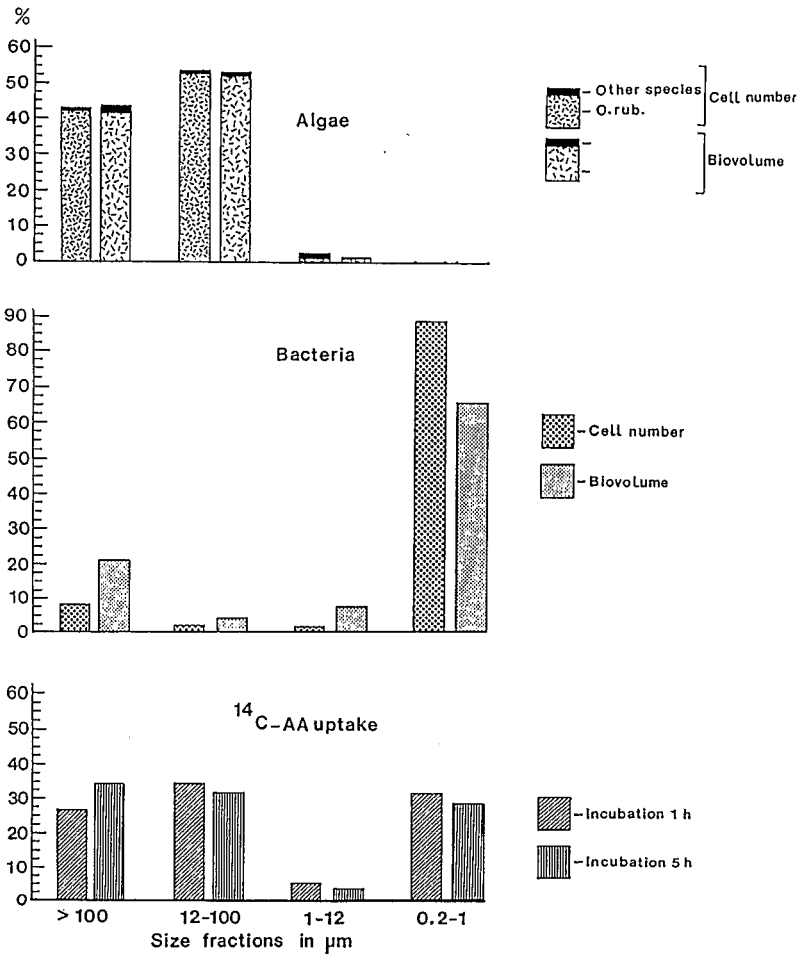 %
60
50
40
30
20
10
0
Algae
Other species
O.rub.
Cell number
Biovolume
90
80
70
60
50
40
30
20
10
0
Bacteria
Cell number
Biovolume
60
50
40
30
20
10
0
14C-AA uptake
Incubation 1 h
Incubation 5 h
> 100 12-100 1-12 0.2-1
Size fractions in µm